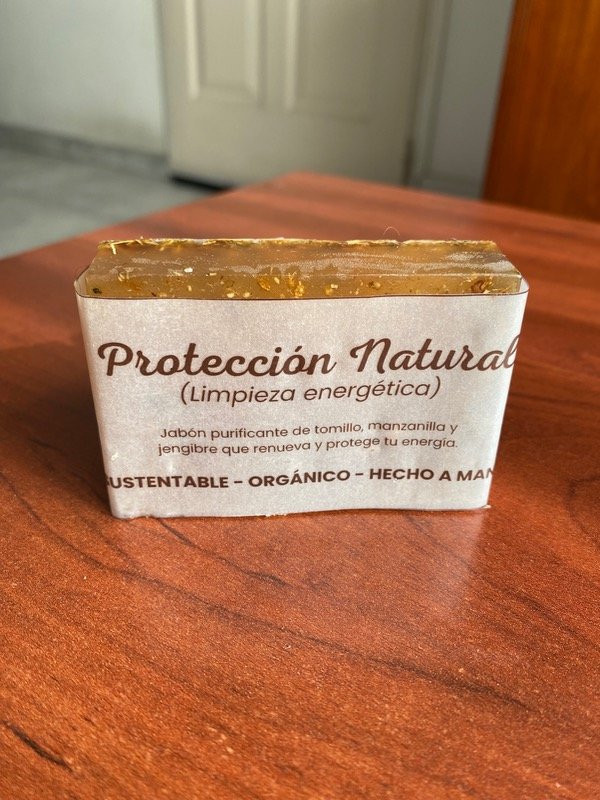 Protección Natural
(Limpieza energética)
Jabón purificante de tomillo, manzanilla y
jengibre que renueva y protege tu energía.
USTENTABLE - ORGÁNICO - HECHO A MAN